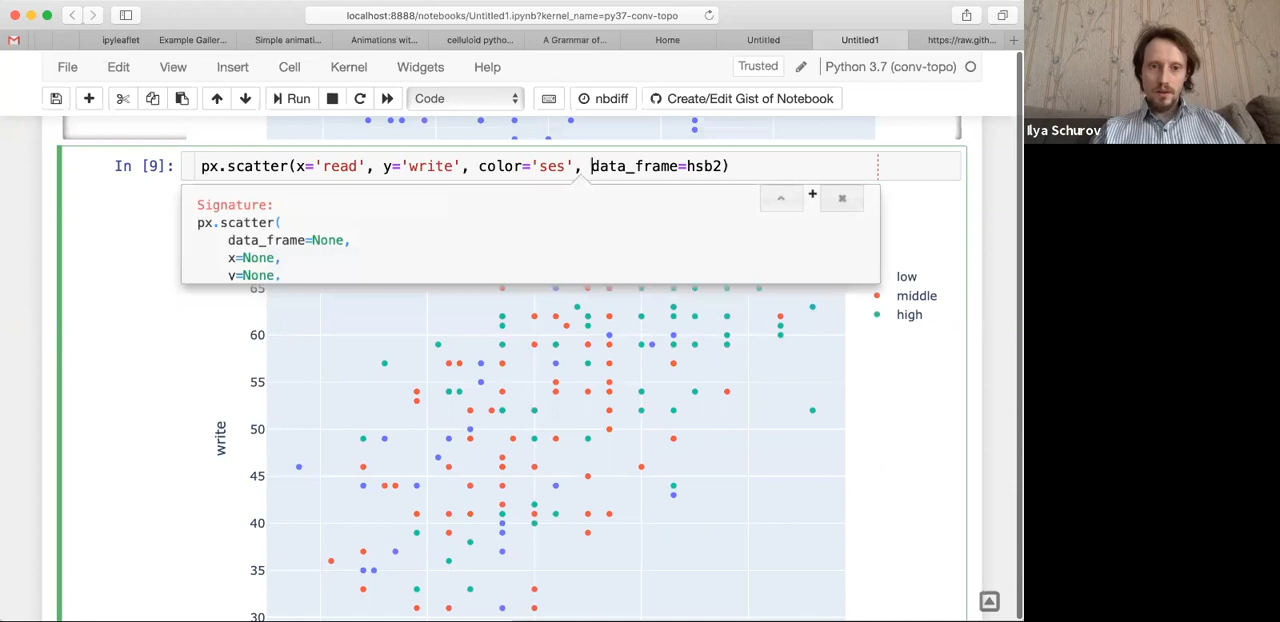 localhost:8888/notebooks/Untitled1.ipynb?kernel_name=py37-conv-topo
ipyleaflet
Example Galler...
Simple animati...
Animations wit...
celluloid pytho...
A Grammar of...
Home
Untitled
Untitled1
https://raw.gith...
File Edit View Insert Cell Kernel Widgets Help
Trusted
Python 3.7 (conv-topo)
Run
Code
nbdiff
Create/Edit Gist of Notebook
In [9]:
px.scatter(x='read', y='write', color='ses', data_frame=hsb2)
Signature:
px.scatter(
data_frame=None,
x=None,
y=None,
low
middle
high
65
60
55
50
45
40
35
30
write
Ilya Schurov